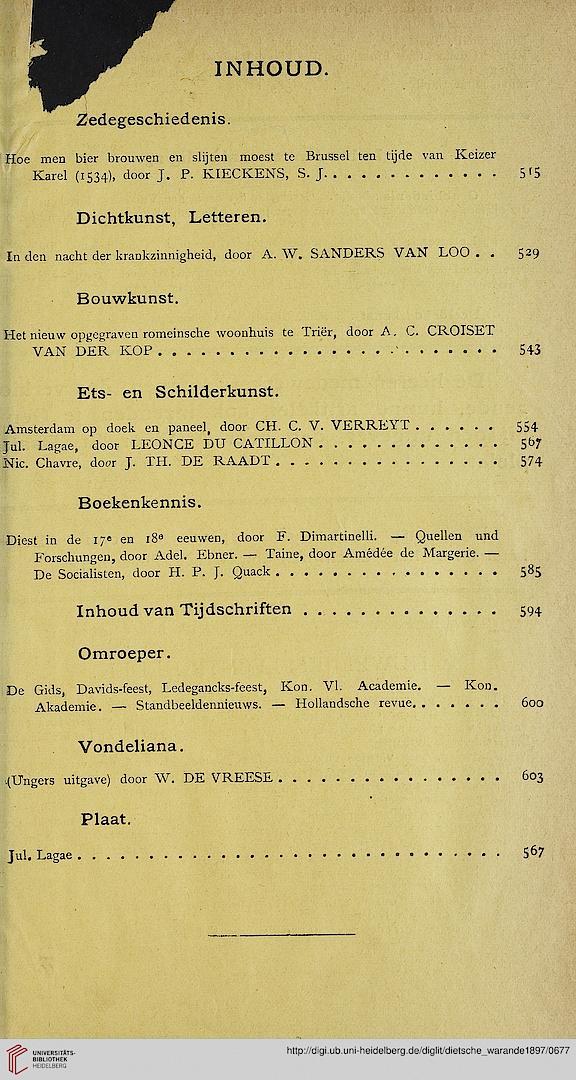 INHOUD.
Zedegeschiedenis.
Hoe men bier brouwen en slijten moest te Brussel ten tijde van Keizer
Karel (1534), door J. P. KIECKENS, S. J. . . . . . . . . . . . . 515
Dichtkunst, Letteren.
In den nacht der krankzinnigheid, door A. W. SANDERS VAN LOO . . 529
Bouwkunst.
Het nieuw opgegraven romeinsche woonhuis te Triër, door A. C. CROISET
VAN DER KOP . . . . . . . . . . . . . . . . . . . . . . . . 543
Ets- en Schilderkunst.
Amsterdam op doek en paneel, door CH. C. V. VERREYT . . . . . . 554
Jul. Lagae, door LEONCE DU CATILLON . . . . . . . . . . . . . 567
Nic. Chavre, door J. TH. DE RAADT . . . . . . . . . . . . . . . . 574
Boekenkennis.
Diest in de 17e en 18e eeuwen, door F. Dimartinelli. — Quellen und
Forschungen, door Adel. Ebner. — Taine, door Amédée de Margerie. —
De Socialisten, door H. P. J. Quack . . . . . . . . . . . . . . . . 585
Inhoud van Tijdschriften . . . . . . . . . . . . . . 594
Omroeper.
De Gids, Davids-feest, Ledegancks-feest, Kon. Vl. Academie. — Kon.
Akademie. — Standbeeldennieuws. — Hollandsche revue. . . . . . . 600
Vondeliana.
(Ungers uitgave) door W. DE VREESE . . . . . . . . . . . . . . . . 603
Plaat.
Jul. Lagae . . . . . . . . . . . . . . . . . . . . . . . . . . . . . . 567
UNIVERSITÄTS-
BIBLIOTHEK
HEIDELBERG
http://digi.ub.uni-heidelberg.de/diglit/dietsche_warande1897/0677